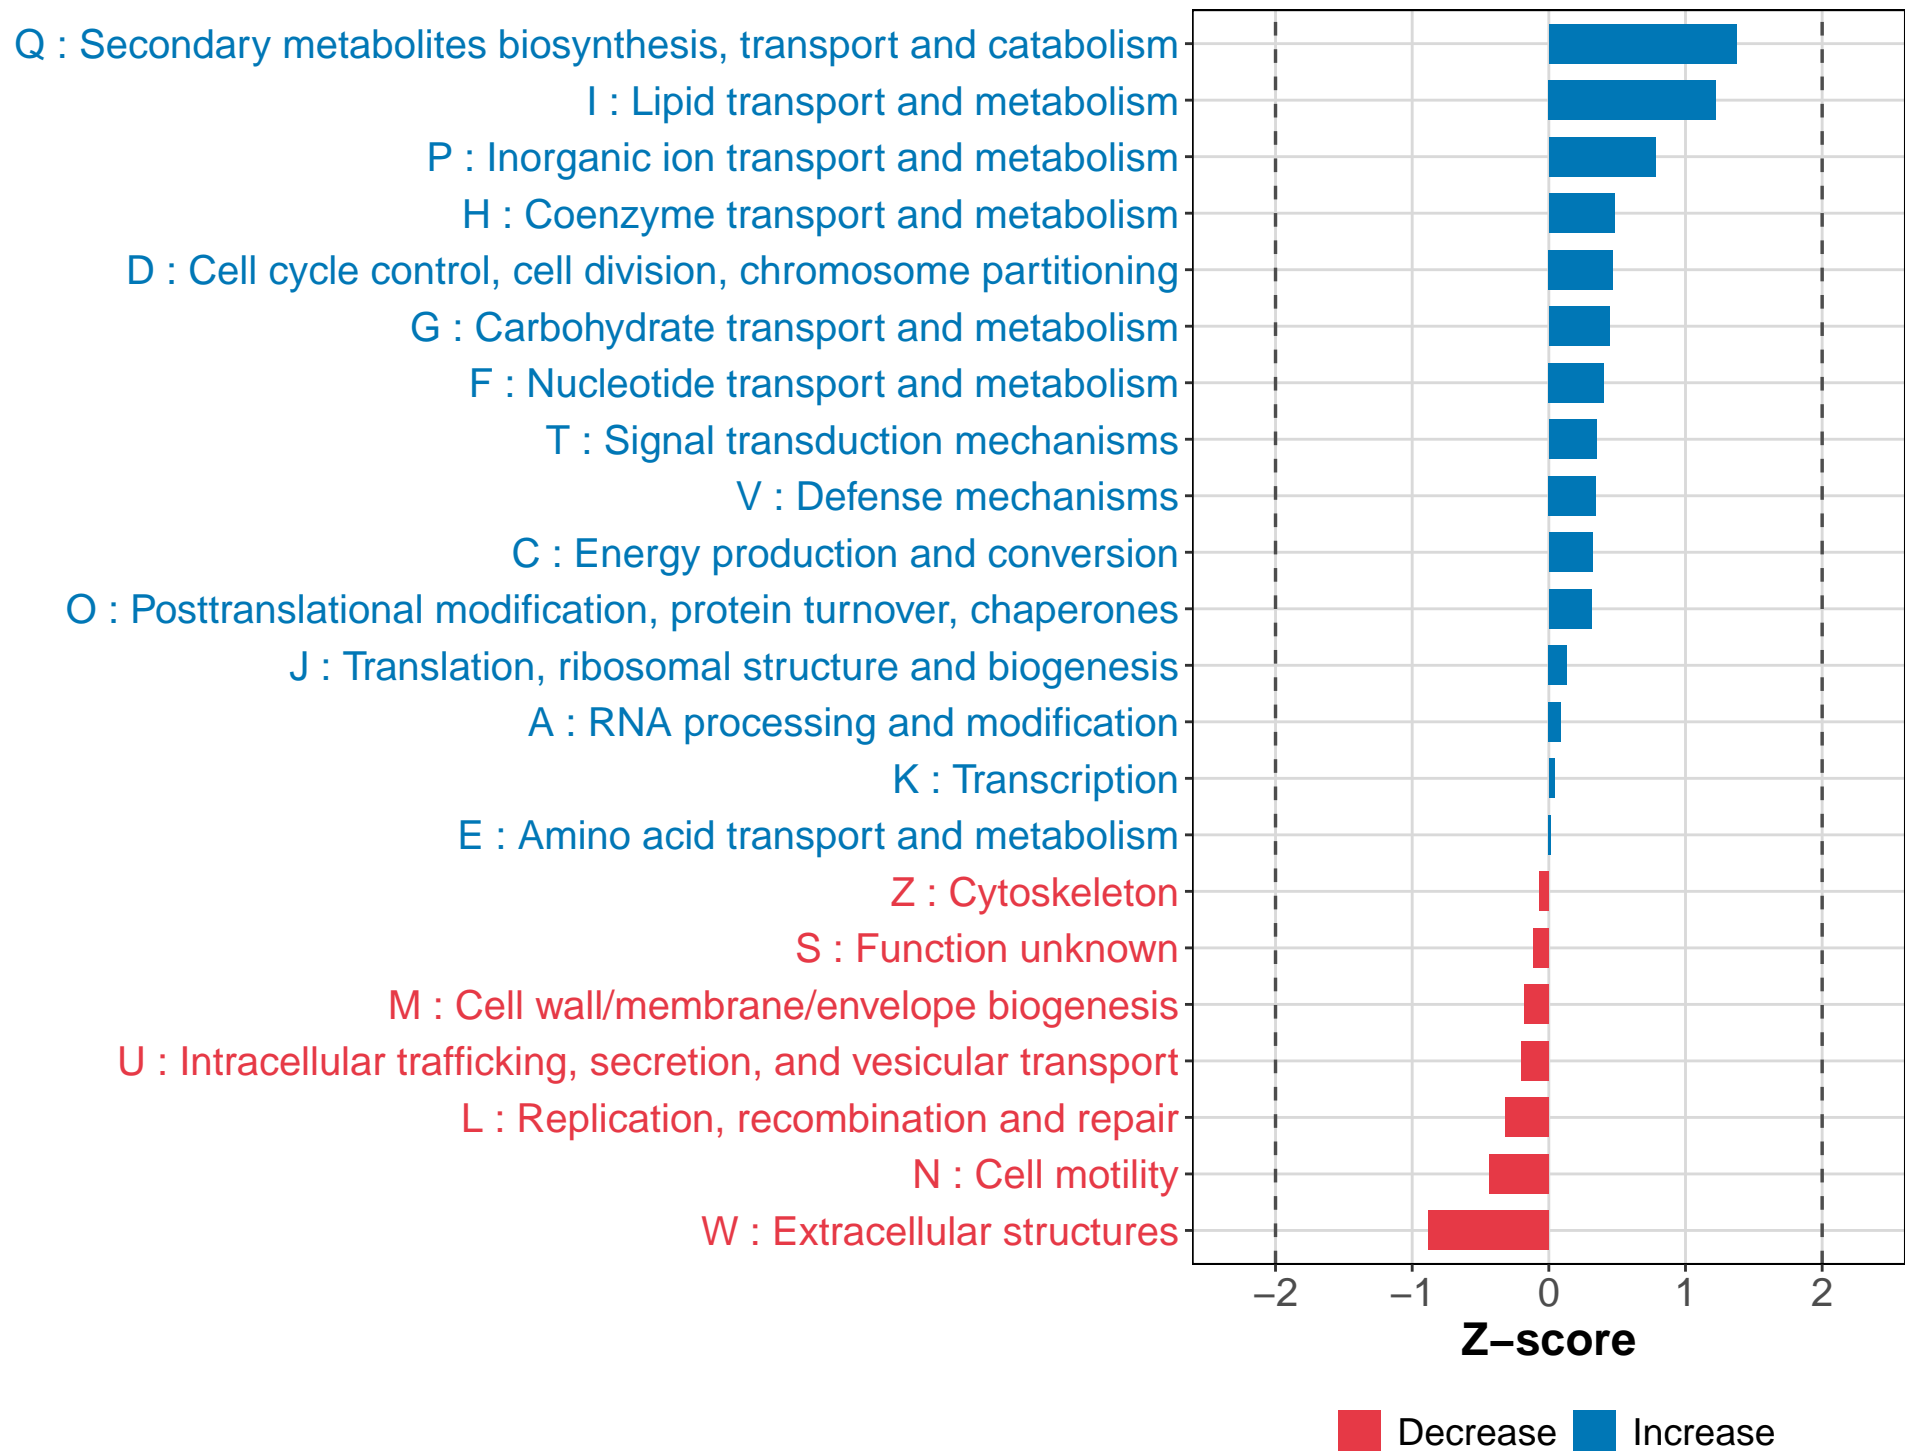 Q : Secondary metabolites biosynthesis, transport and catabolism
I : Lipid transport and metabolism
P : Inorganic ion transport and metabolism
H : Coenzyme transport and metabolism
D : Cell cycle control, cell division, chromosome partitioning
G : Carbohydrate transport and metabolism
F : Nucleotide transport and metabolism
T : Signal transduction mechanisms
V : Defense mechanisms
C : Energy production and conversion
O : Posttranslational modification, protein turnover, chaperones
J : Translation, ribosomal structure and biogenesis
A : RNA processing and modification
K : Transcription
E : Amino acid transport and metabolism
Z : Cytoskeleton
S : Function unknown
M : Cell wall/membrane/envelope biogenesis
U : Intracellular trafficking, secretion, and vesicular transport
L : Replication, recombination and repair
N : Cell motility
W : Extracellular structures
−2 −1 0 1 2
Z−score
Decrease Increase